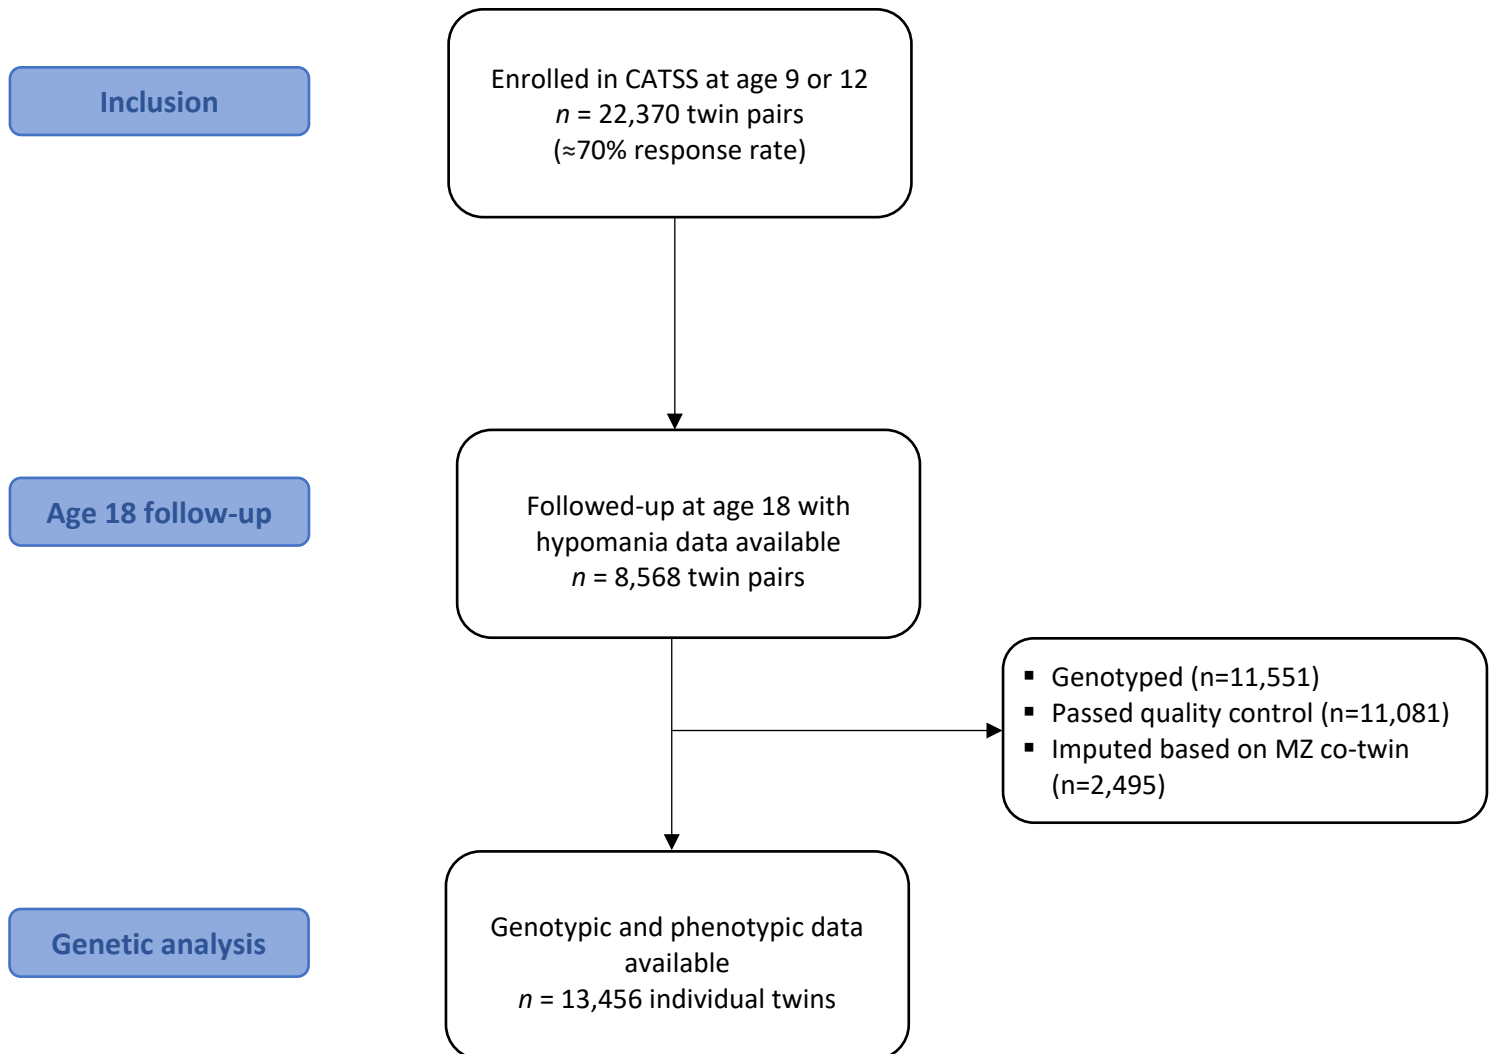 Inclusion
Enrolled in CATSS at age 9 or 12
n = 22,370 twin pairs
(≈70% response rate)
Age 18 follow-up
Followed-up at age 18 with
hypomania data available
n = 8,568 twin pairs
▪ Genotyped (n=11,551)
▪ Passed quality control (n=11,081)
▪ Imputed based on MZ co-twin
(n=2,495)
Genetic analysis
Genotypic and phenotypic data
available
n = 13,456 individual twins